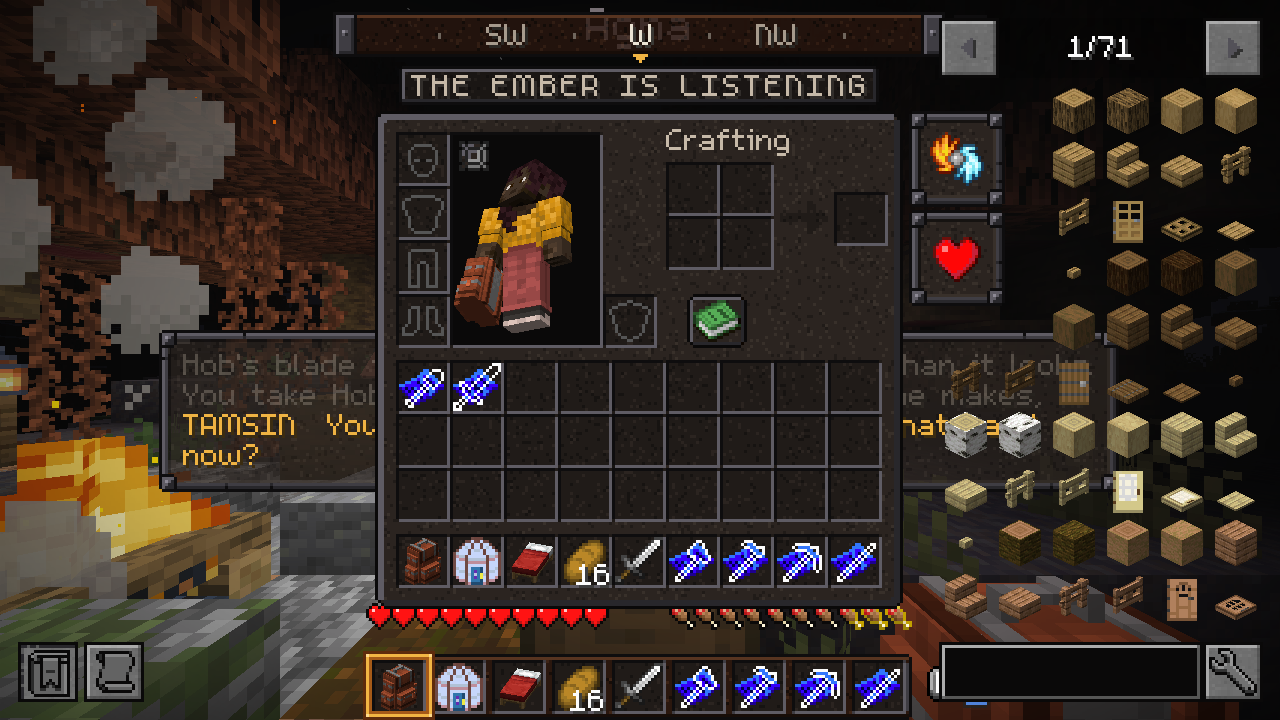 SW W NW
1/71
THE EMBER IS LISTENING
Crafting
Hob's blade
You take Hob
TAMSIN You
now?
16
16